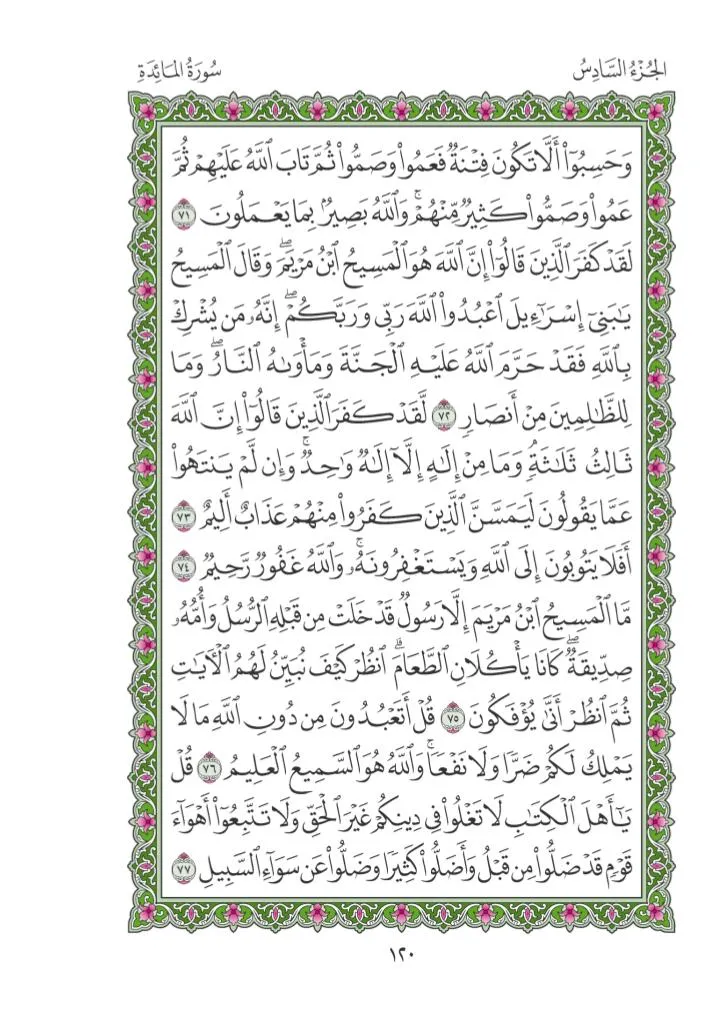 الجُزْءُ السَّادِسُ
سُورَةُ المَائِدَةِ
وَحَسِبُوٓا۟ أَلَّا تَكُونَ فِتْنَةٌ فَعَمُوا۟ وَصَمُّوا۟ ثُمَّ تَابَ ٱللَّهُ عَلَيْهِمْ ثُمَّ
عَمُوا۟ وَصَمُّوا۟ كَثِيرٌ مِّنْهُمْ ۚ وَٱللَّهُ بَصِيرٌۢ بِمَا يَعْمَلُونَ ٧١
لَقَدْ كَفَرَ ٱلَّذِينَ قَالُوٓا۟ إِنَّ ٱللَّهَ هُوَ ٱلْمَسِيحُ ٱبْنُ مَرْيَمَ ۖ وَقَالَ ٱلْمَسِيحُ
يَٰبَنِىٓ إِسْرَٰٓءِيلَ ٱعْبُدُوا۟ ٱللَّهَ رَبِّى وَرَبَّكُمْ ۖ إِنَّهُۥ مَن يُشْرِكْ
بِٱللَّهِ فَقَدْ حَرَّمَ ٱللَّهُ عَلَيْهِ ٱلْجَنَّةَ وَمَأْوَىٰهُ ٱلنَّارُ ۖ وَمَا
لِلظَّٰلِمِينَ مِنْ أَنصَارٍ ٧٢ لَّقَدْ كَفَرَ ٱلَّذِينَ قَالُوٓا۟ إِنَّ ٱللَّهَ
ثَالِثُ ثَلَٰثَةٍ ۘ وَمَا مِنْ إِلَٰهٍ إِلَّآ إِلَٰهٌ وَٰحِدٌ ۚ وَإِن لَّمْ يَنتَهُوا۟
عَمَّا يَقُولُونَ لَيَمَسَّنَّ ٱلَّذِينَ كَفَرُوا۟ مِنْهُمْ عَذَابٌ أَلِيمٌ ٧٣
أَفَلَا يَتُوبُونَ إِلَى ٱللَّهِ وَيَسْتَغْفِرُونَهُۥ ۚ وَٱللَّهُ غَفُورٌ رَّحِيمٌ ٧٤
مَّا ٱلْمَسِيحُ ٱبْنُ مَرْيَمَ إِلَّا رَسُولٌ قَدْ خَلَتْ مِن قَبْلِهِ ٱلرُّسُلُ وَأُمُّهُۥ
صِدِّيقَةٌ ۖ كَانَا يَأْكُلَانِ ٱلطَّعَامَ ۗ ٱنظُرْ كَيْفَ نُبَيِّنُ لَهُمُ ٱلْـَٔايَٰتِ
ثُمَّ ٱنظُرْ أَنَّىٰ يُؤْفَكُونَ ٧٥ قُلْ أَتَعْبُدُونَ مِن دُونِ ٱللَّهِ مَا لَا
يَمْلِكُ لَكُمْ ضَرًّا وَلَا نَفْعًا ۚ وَٱللَّهُ هُوَ ٱلسَّمِيعُ ٱلْعَلِيمُ ٧٦ قُلْ
يَٰٓأَهْلَ ٱلْكِتَٰبِ لَا تَغْلُوا۟ فِى دِينِكُمْ غَيْرَ ٱلْحَقِّ وَلَا تَتَّبِعُوٓا۟ أَهْوَآءَ
قَوْمٍ قَدْ ضَلُّوا۟ مِن قَبْلُ وَأَضَلُّوا۟ كَثِيرًا وَضَلُّوا۟ عَن سَوَآءِ ٱلسَّبِيلِ ٧٧
١٢٠